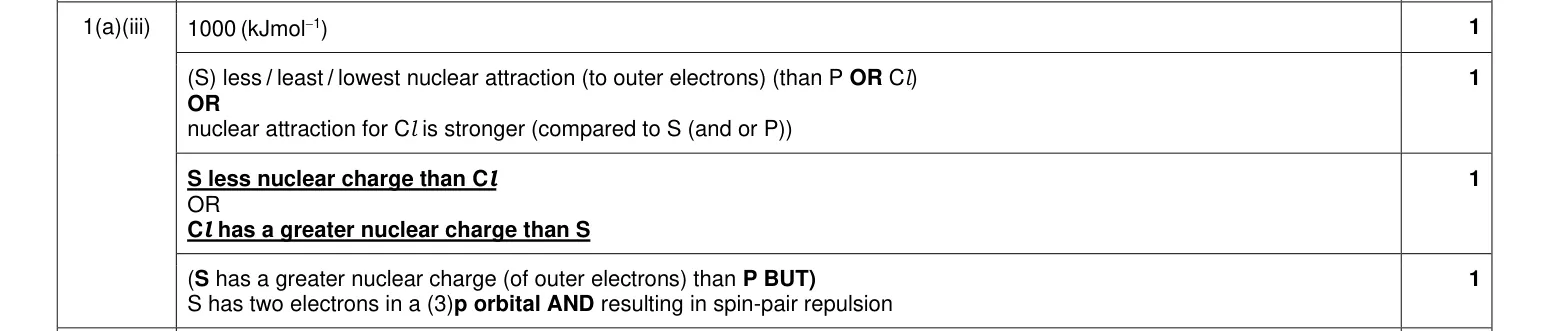 1(a)(iii)
1000 (kJmol⁻¹)
1
(S) less / least / lowest nuclear attraction (to outer electrons) (than P OR Cl)
1
OR
nuclear attraction for Cl is stronger (compared to S (and or P))
S less nuclear charge than Cl
1
OR
Cl has a greater nuclear charge than S
(S has a greater nuclear charge (of outer electrons) than P BUT)
1
S has two electrons in a (3)p orbital AND resulting in spin-pair repulsion